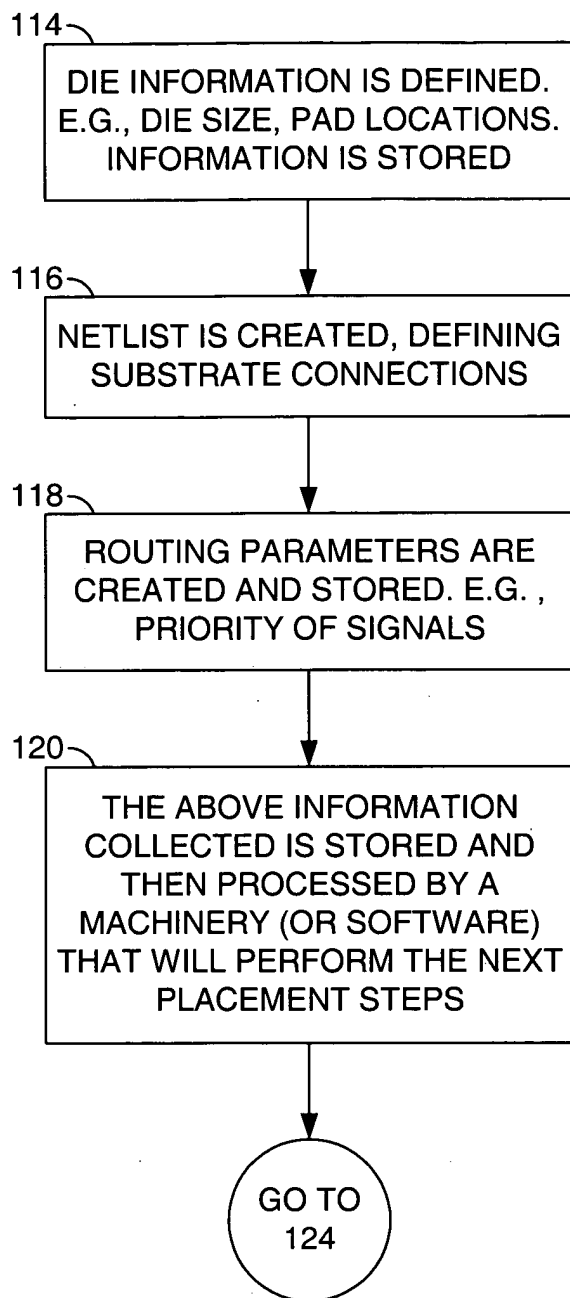 114
DIE INFORMATION IS DEFINED.
E.G., DIE SIZE, PAD LOCATIONS.
INFORMATION IS STORED
116
NETLIST IS CREATED, DEFINING
SUBSTRATE CONNECTIONS
118
ROUTING PARAMETERS ARE
CREATED AND STORED. E.G. ,
PRIORITY OF SIGNALS
120
THE ABOVE INFORMATION
COLLECTED IS STORED AND
THEN PROCESSED BY A
MACHINERY (OR SOFTWARE)
THAT WILL PERFORM THE NEXT
PLACEMENT STEPS
GO TO
124